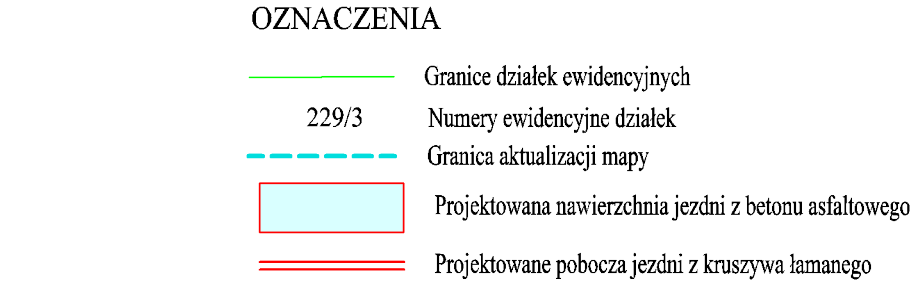 OZNACZENIA
Granice działek ewidencyjnych
229/3 Numery ewidencyjne działek
Granica aktualizacji mapy
Projektowana nawierzchnia jezdni z betonu asfaltowego
Projektowane pobocza jezdni z kruszywa łamanego